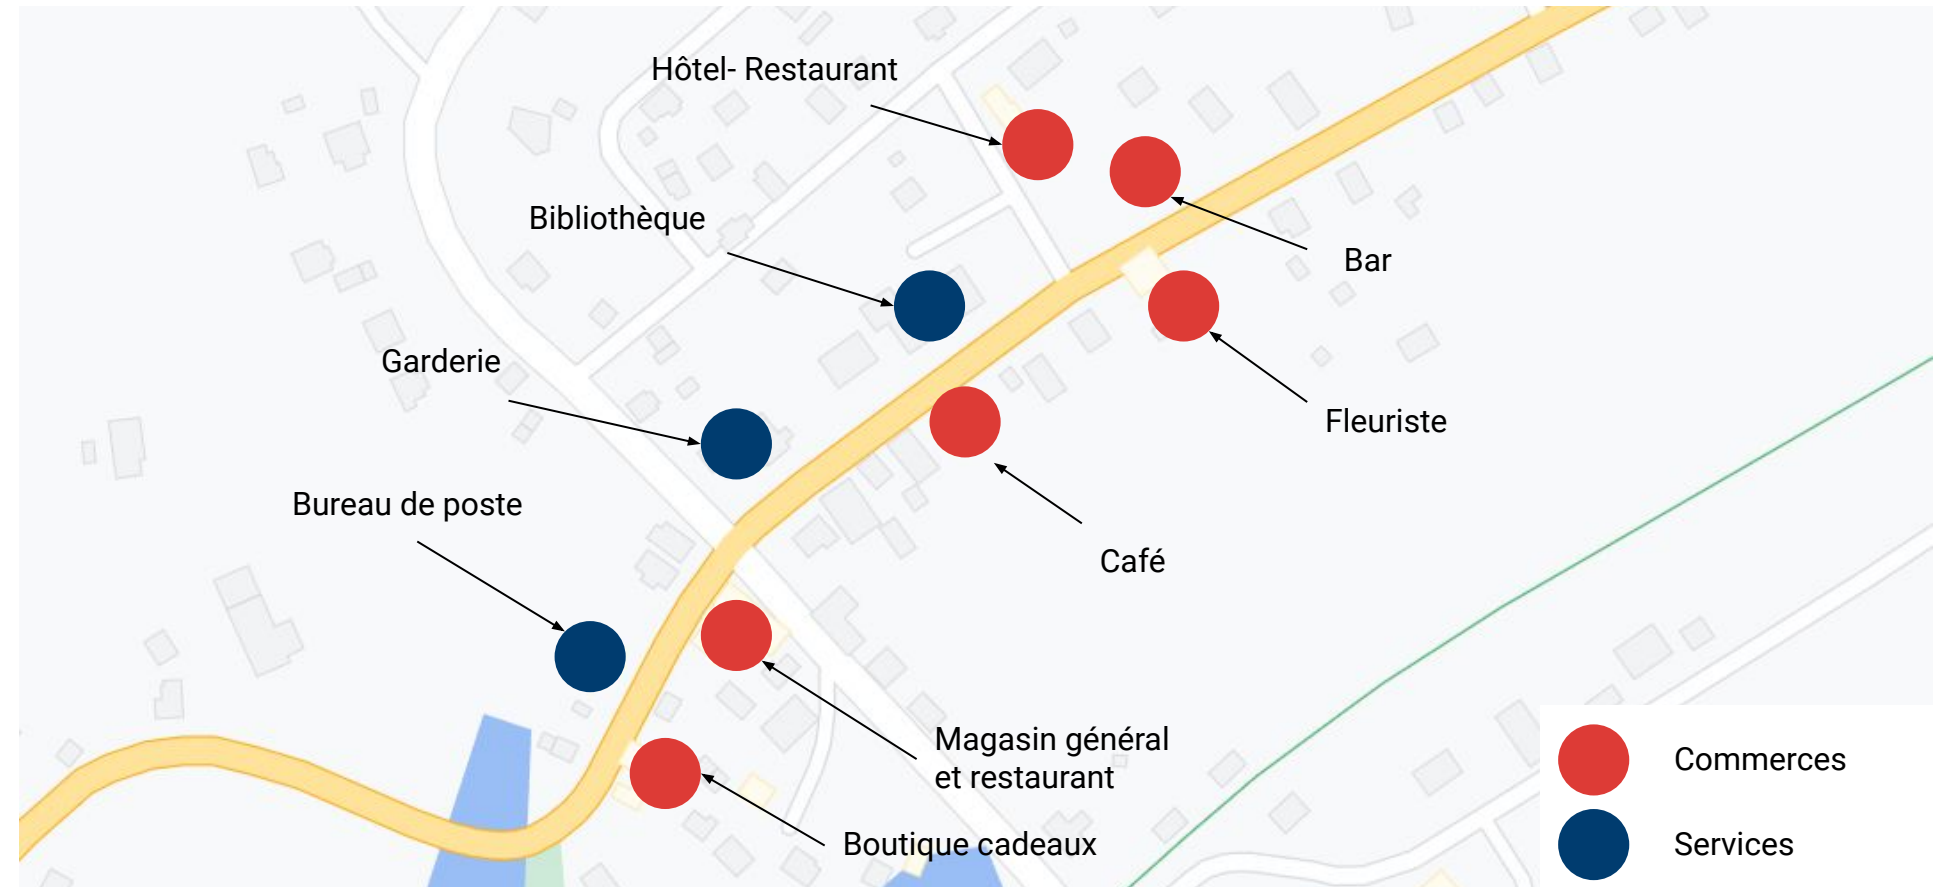 Hôtel- Restaurant
Bibliothèque
Bar
Garderie
Fleuriste
Bureau de poste
Café
Magasin général
et restaurant
Boutique cadeaux
Commerces
Services